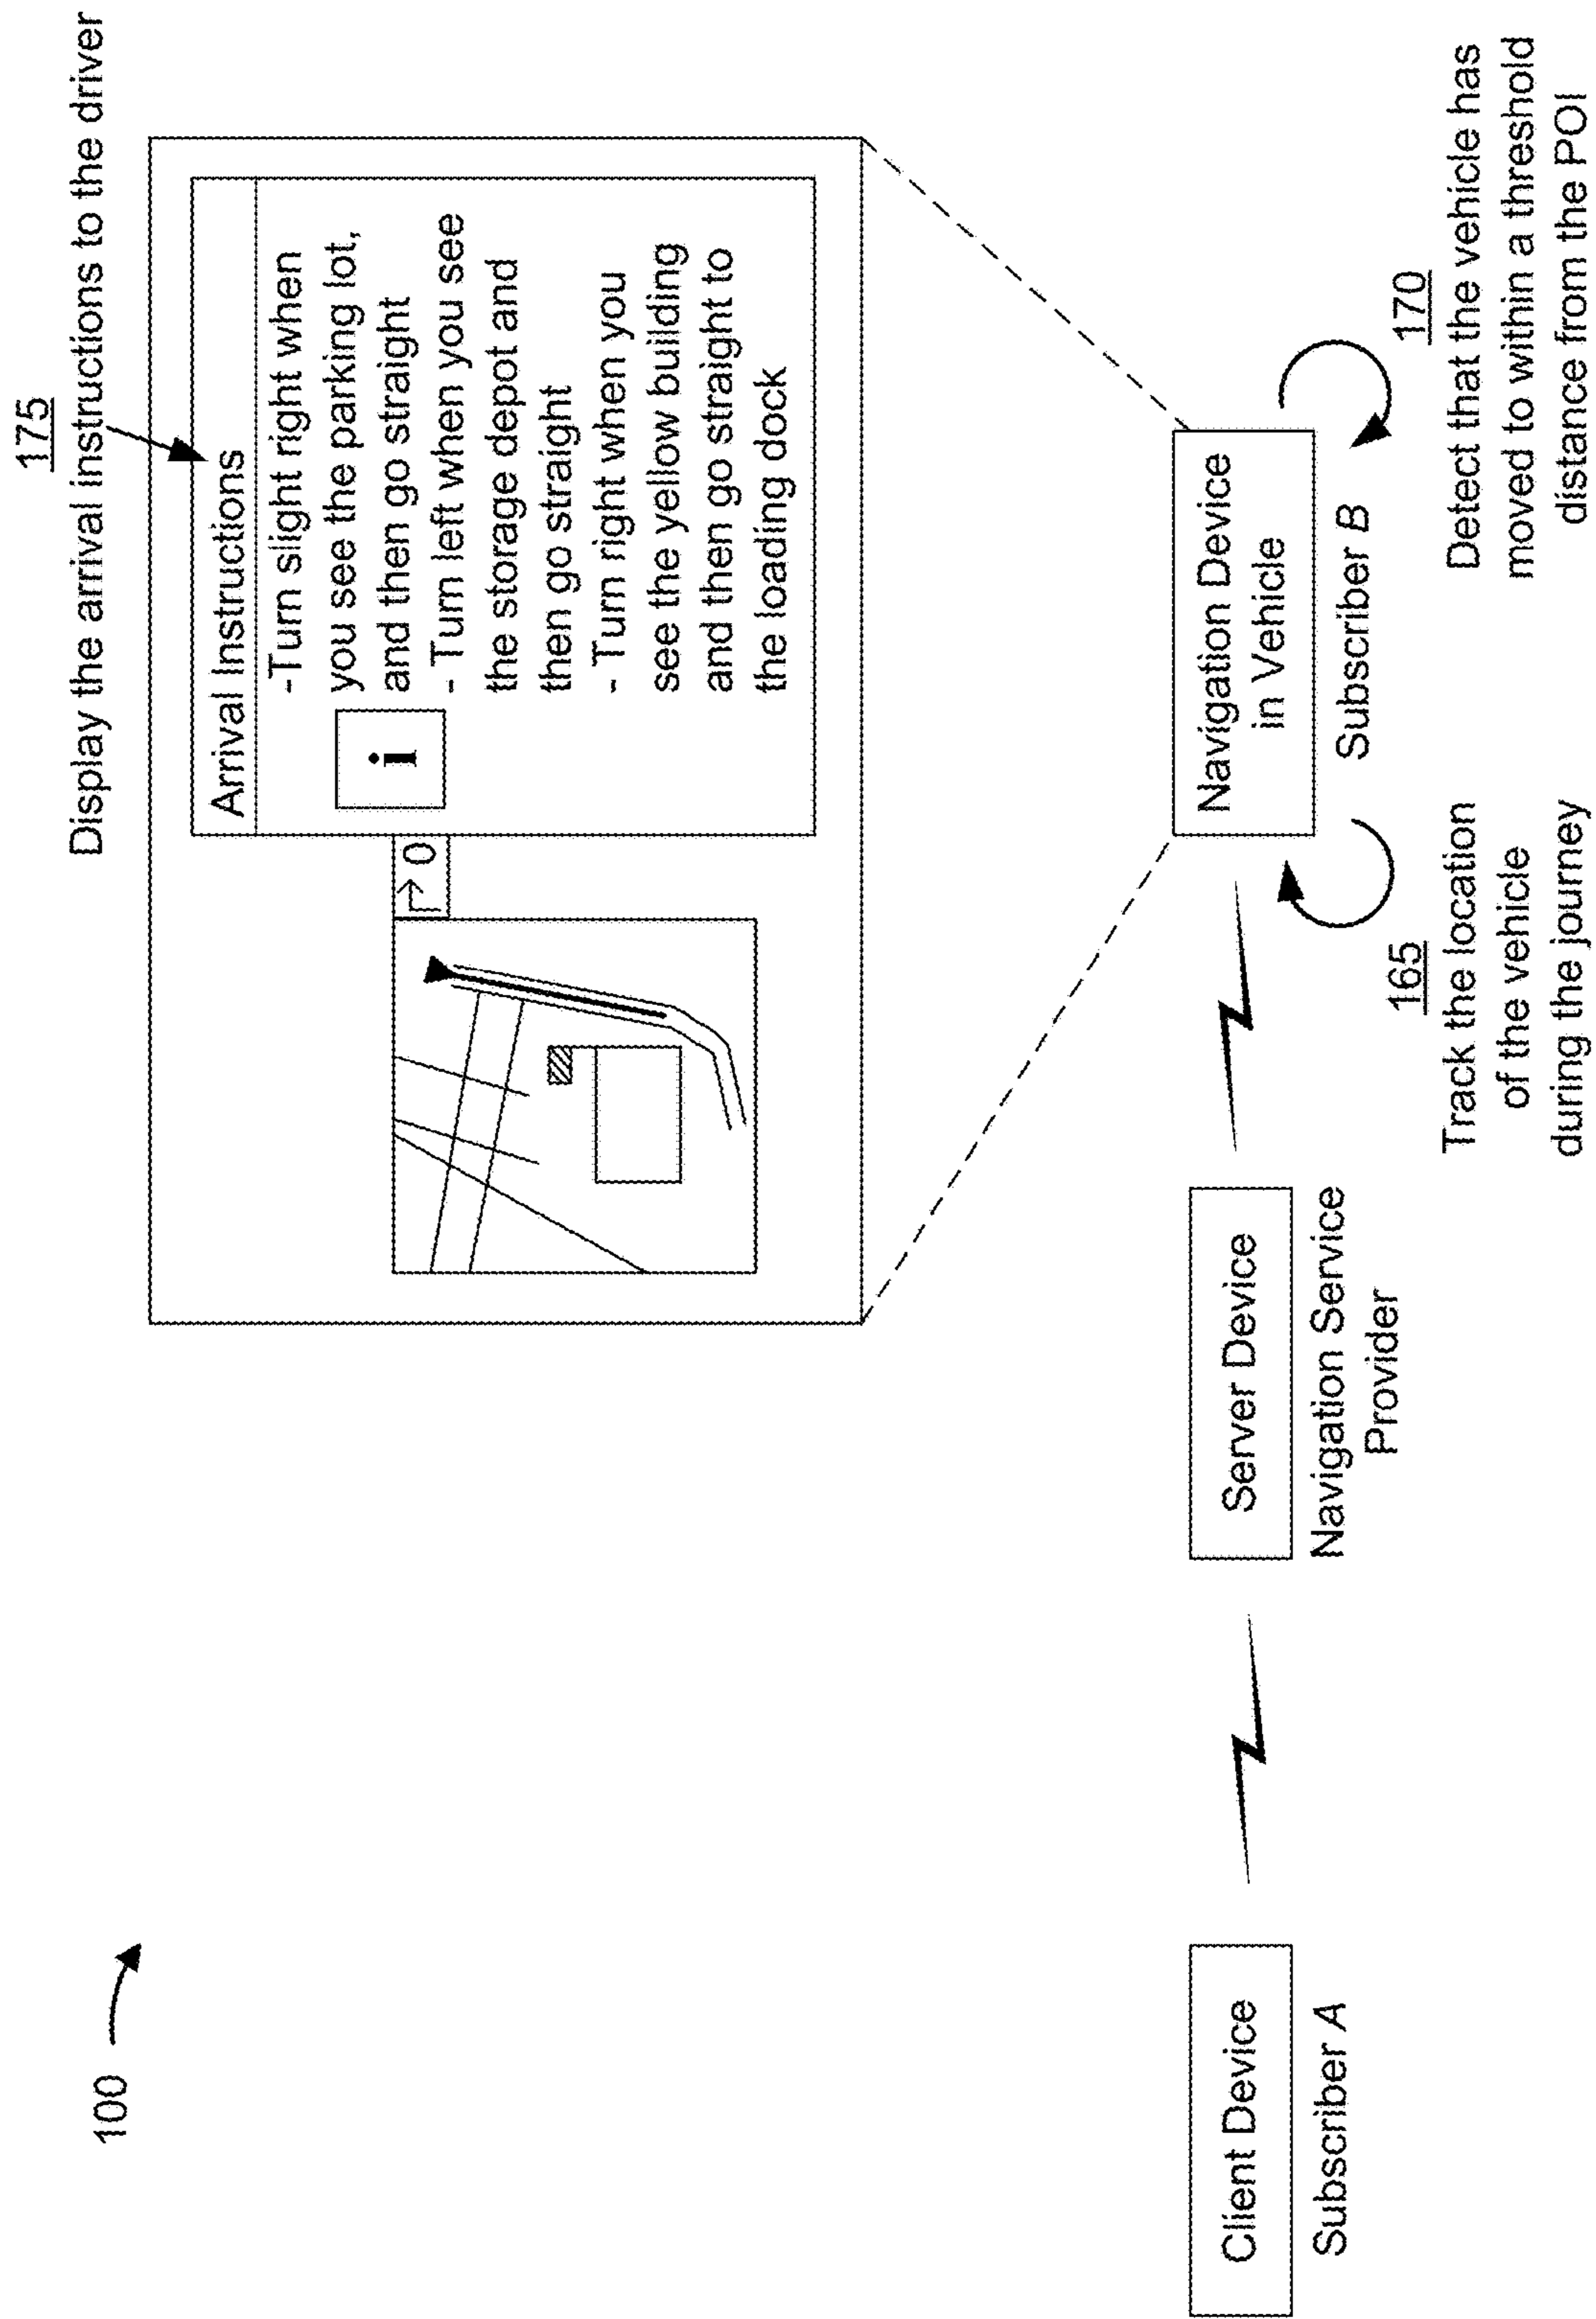 100
175
Display the arrival instructions to the driver
Arrival Instructions
i
-Turn slight right when
you see the parking lot,
and then go straight
- Turn left when you see
the storage depot and
then go straight
- Turn right when you
see the yellow building
and then go straight to
the loading dock
0
Client Device
Subscriber A
Server Device
Navigation Service
Provider
Navigation Device
in Vehicle
Subscriber B
165
Track the location
of the vehicle
during the journey
170
Detect that the vehicle has
moved to within a threshold
distance from the POI